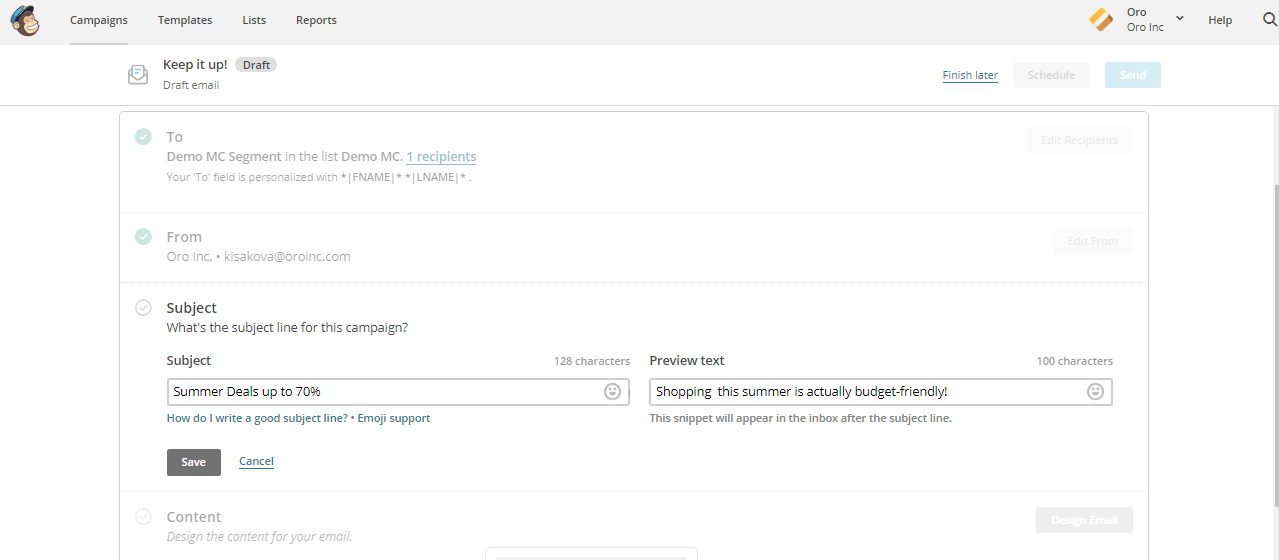 Campaigns Templates Lists Reports
Oro
Oro Inc
Help
Keep it up! Draft
Draft email
Finish later Schedule Send
To
Demo MC Segment in the list Demo MC. 1 recipients
Your 'To' field is personalized with *|FNAME|* *|LNAME|* .
Edit Recipients
From
Oro Inc. • kisakova@oroinc.com
Edit From
Subject
What's the subject line for this campaign?
Subject 128 characters
Summer Deals up to 70%
How do I write a good subject line? • Emoji support
Preview text 100 characters
Shopping  this summer is actually budget-friendly!
This snippet will appear in the inbox after the subject line.
Save Cancel
Content
Design the content for your email.
Design Email